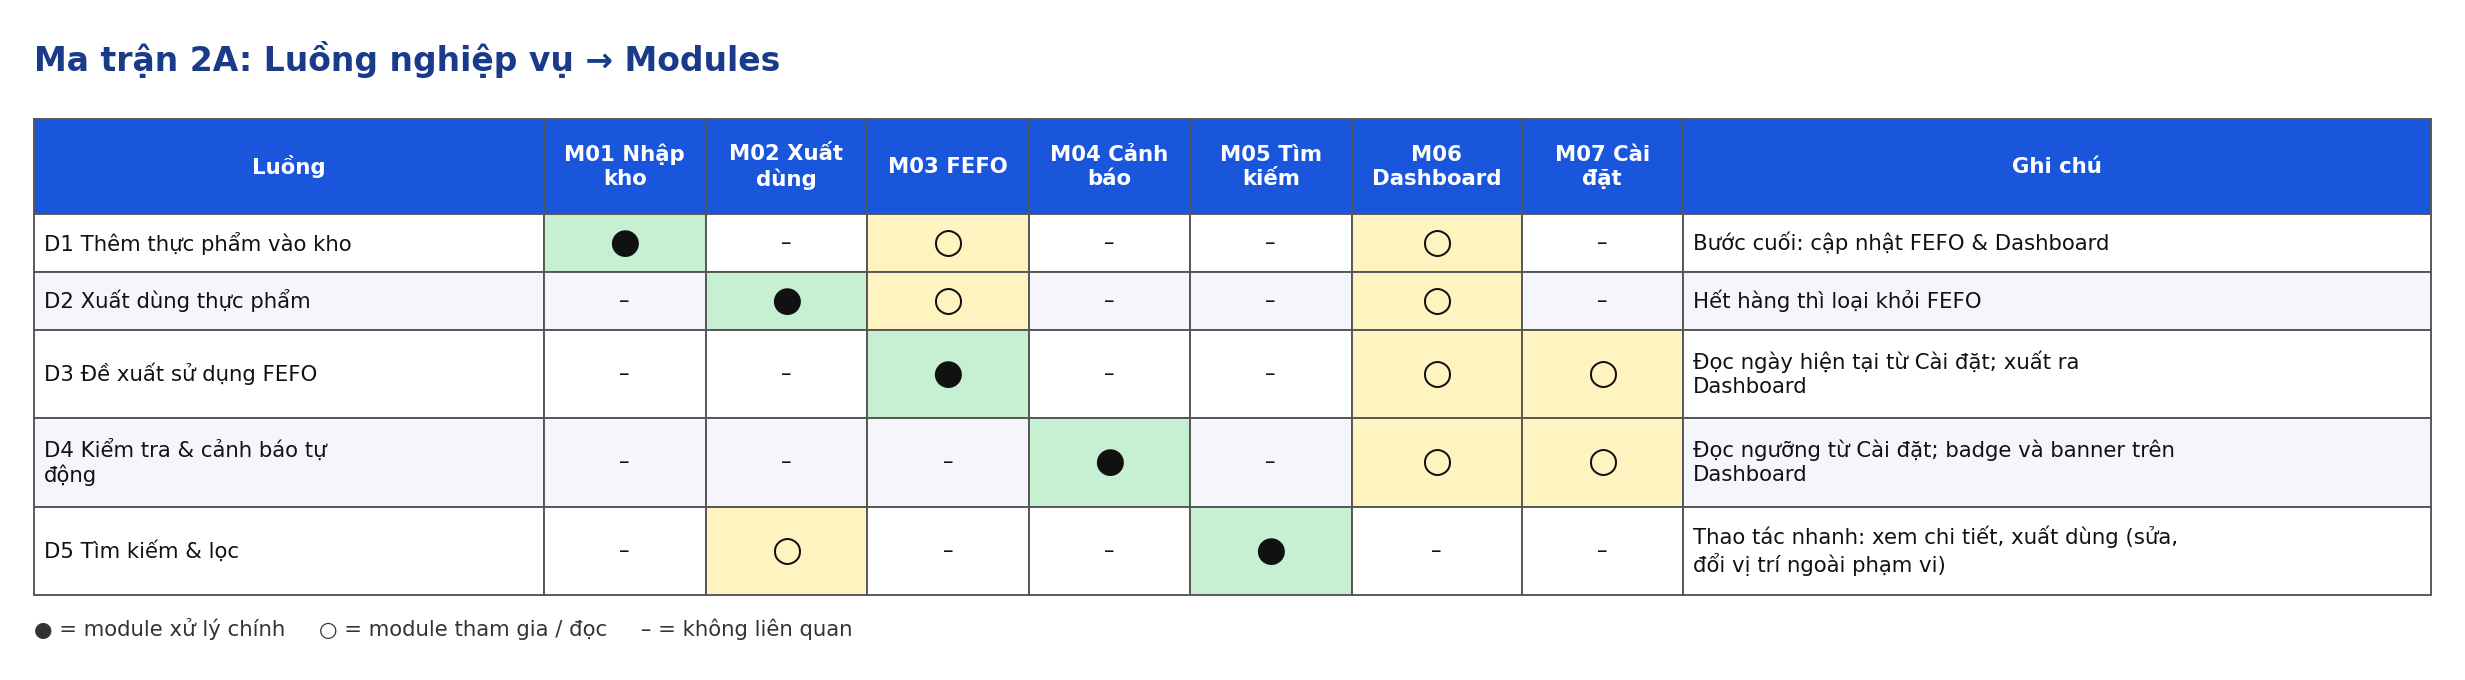 Ma trận 2A: Luồng nghiệp vụ → Modules
Luồng
M01 Nhập
kho
M02 Xuất
dùng
M03 FEFO
M04 Cảnh
báo
M05 Tìm
kiếm
M06
Dashboard
M07 Cài
đặt
Ghi chú
D1 Thêm thực phẩm vào kho ● – ○ – – ○ – Bước cuối: cập nhật FEFO & Dashboard
D2 Xuất dùng thực phẩm – ● ○ – – ○ – Hết hàng thì loại khỏi FEFO
D3 Đề xuất sử dụng FEFO – – ● – – ○ ○ Đọc ngày hiện tại từ Cài đặt; xuất ra
Dashboard
D4 Kiểm tra & cảnh báo tự
động
– – – ● – ○ ○
Đọc ngưỡng từ Cài đặt; badge và banner trên
Dashboard
D5 Tìm kiếm & lọc – ○ – – ● – – Thao tác nhanh: xem chi tiết, xuất dùng (sửa,
đổi vị trí ngoài phạm vi)
● = module xử lý chính ○ = module tham gia / đọc – = không liên quan